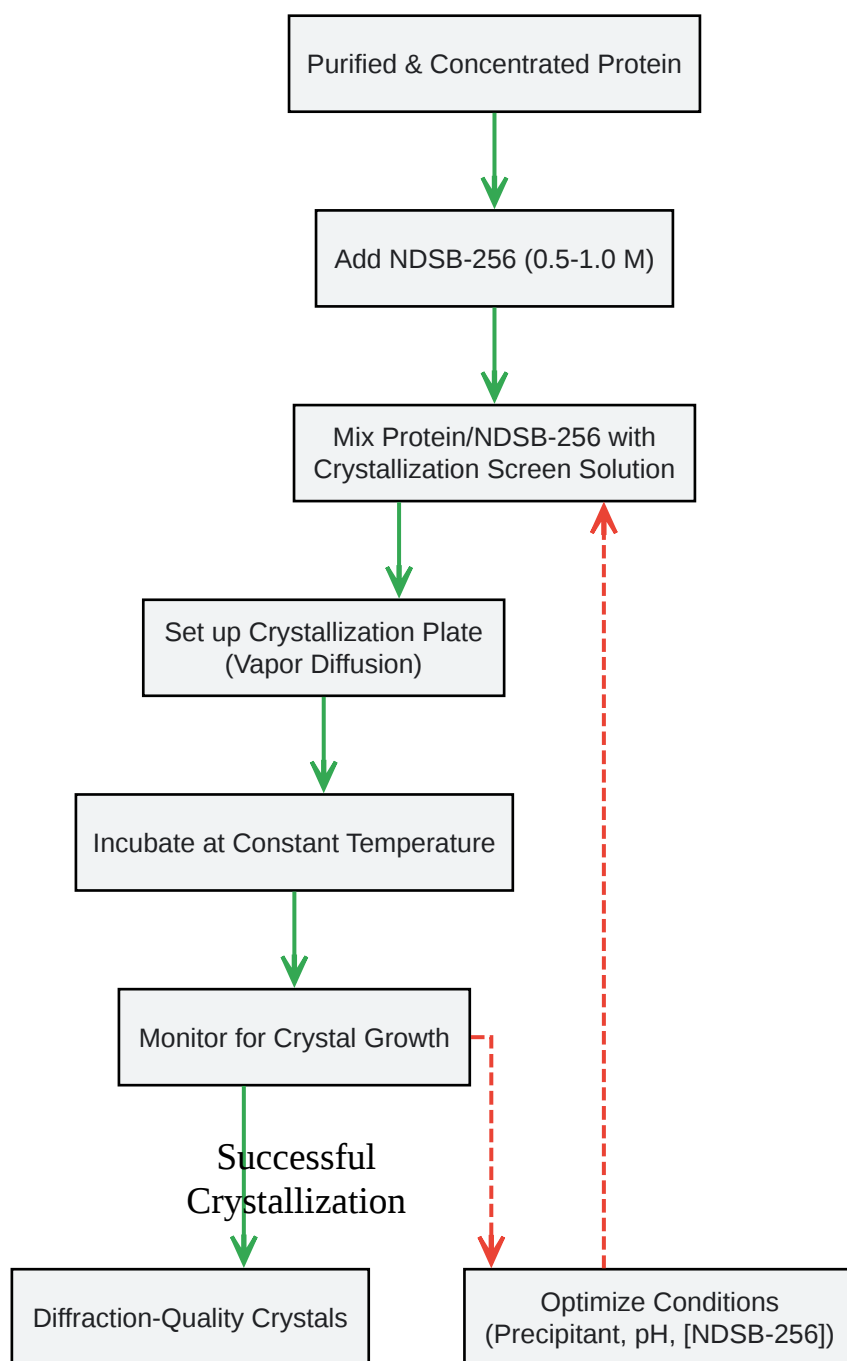 Purified & Concentrated Protein
Add NDSB-256 (0.5-1.0 M)
Mix Protein/NDSB-256 with
Crystallization Screen Solution
Set up Crystallization Plate
(Vapor Diffusion)
Incubate at Constant Temperature
Monitor for Crystal Growth
Successful
Crystallization
Diffraction-Quality Crystals
Optimize Conditions
(Precipitant, pH, [NDSB-256])